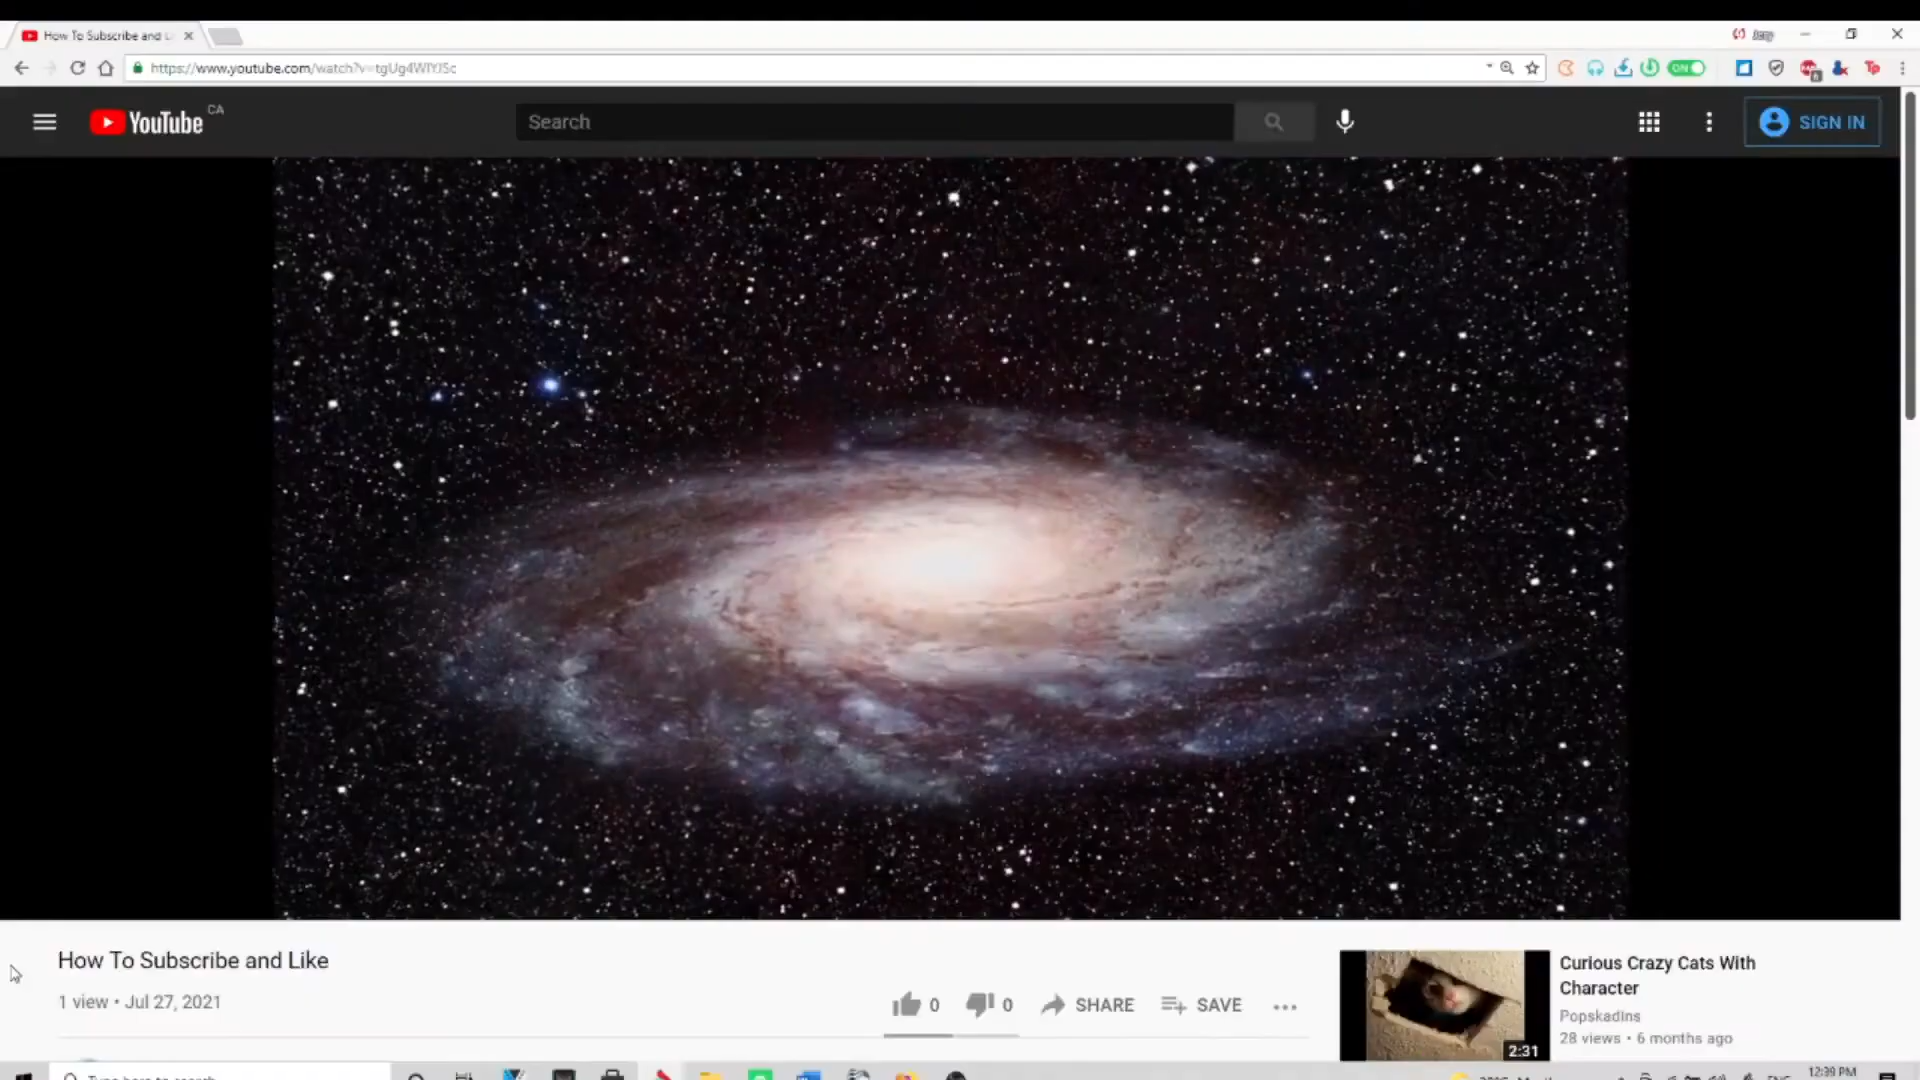 How To Subscribe and Li
https://www.youtube.com/watch?v=tgUg4WIYJSc
ON
YouTube CA
Search
SIGN IN
How To Subscribe and Like
1 view • Jul 27, 2021
0
0
SHARE
SAVE
Curious Crazy Cats With
Character
Popskadins
28 views • 6 months ago
2:31
12:39 PM